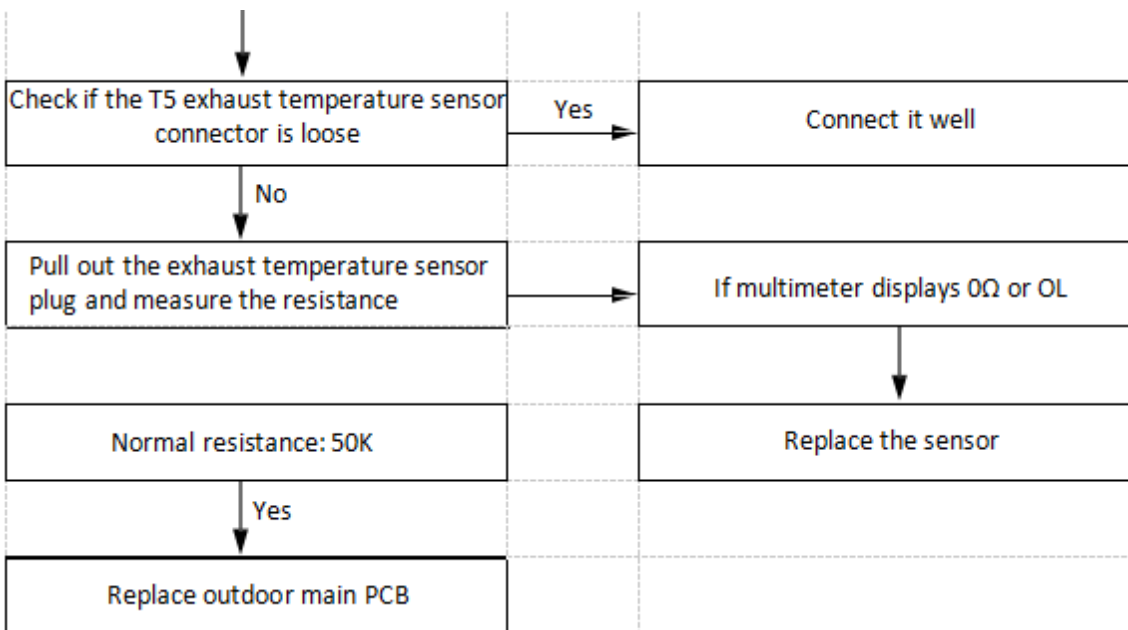 Check if the T5 exhaust temperature sensor
connector is loose
Yes
Connect it well
No
Pull out the exhaust temperature sensor
plug and measure the resistance
If multimeter displays 0Ω or OL
Normal resistance: 50K
Replace the sensor
Yes
Replace outdoor main PCB